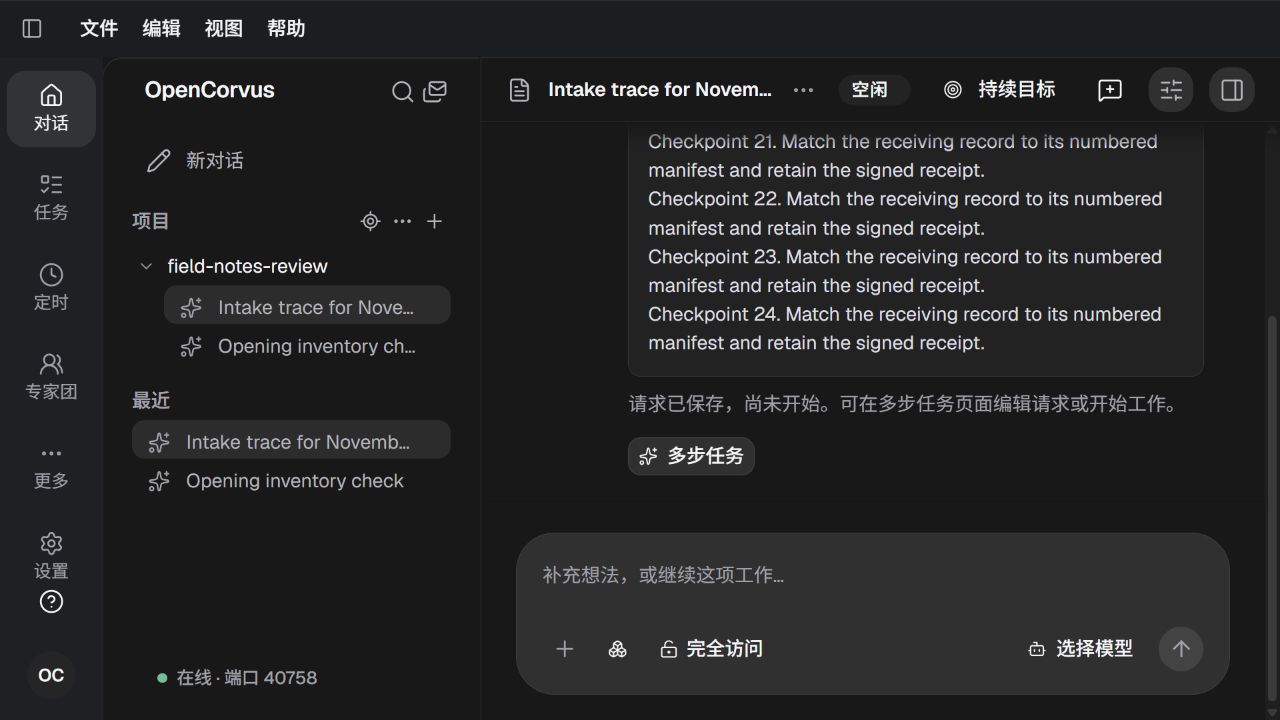 文件 编辑 视图 帮助
对话
任务
定时
专家团
更多
设置
OC
OpenCorvus
新对话
项目
field-notes-review
Intake trace for Nove...
Opening inventory ch...
最近
Intake trace for Novemb...
Opening inventory check
在线 · 端口 40758
Intake trace for Novem... 空闲 持续目标
Checkpoint 21. Match the receiving record to its numbered
manifest and retain the signed receipt.
Checkpoint 22. Match the receiving record to its numbered
manifest and retain the signed receipt.
Checkpoint 23. Match the receiving record to its numbered
manifest and retain the signed receipt.
Checkpoint 24. Match the receiving record to its numbered
manifest and retain the signed receipt.
请求已保存，尚未开始。可在多步任务页面编辑请求或开始工作。
多步任务
补充想法，或继续这项工作...
完全访问 选择模型